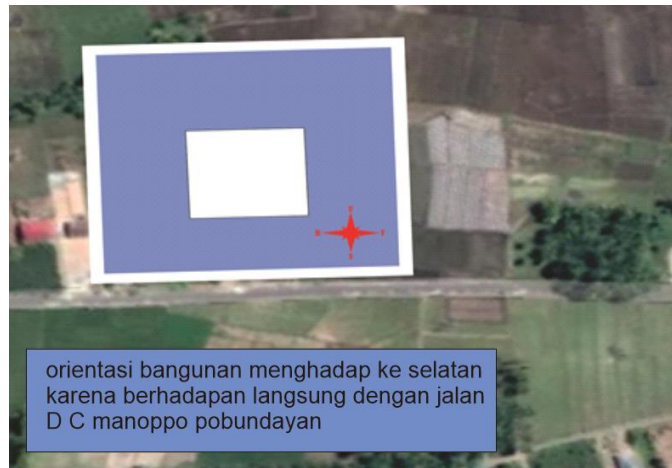 orientasi bangunan menghadap ke selatan
karena berhadapan langsung dengan jalan
D C manoppo pobundayan